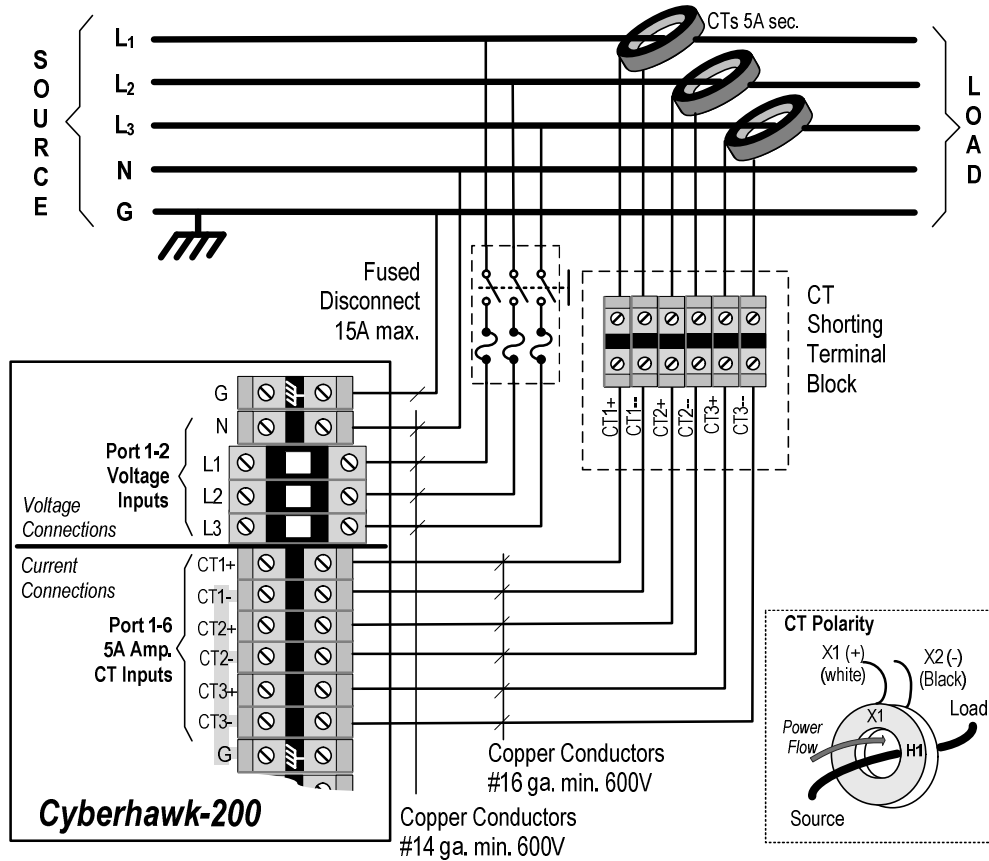 CTs 5A sec.
SOURCE
L1
L2
L3
N
G
LOAD
Fused
Disconnect
15A max.
CT
Shorting
Terminal
Block
CT1+
CT1--
CT2+
CT2--
CT3+
CT3--
G
N
L1
L2
L3
Port 1-2
Voltage
Inputs
Voltage
Connections
Current
Connections
CT1+
CT1-
CT2+
CT2-
CT3+
CT3-
G
Port 1-6
5A Amp.
CT Inputs
Cyberhawk-200
Copper Conductors
#16 ga. min. 600V
Copper Conductors
#14 ga. min. 600V
CT Polarity
X1 (+)
(white)
X2 (-)
(Black)
X1
H1
Power
Flow
Load
Source